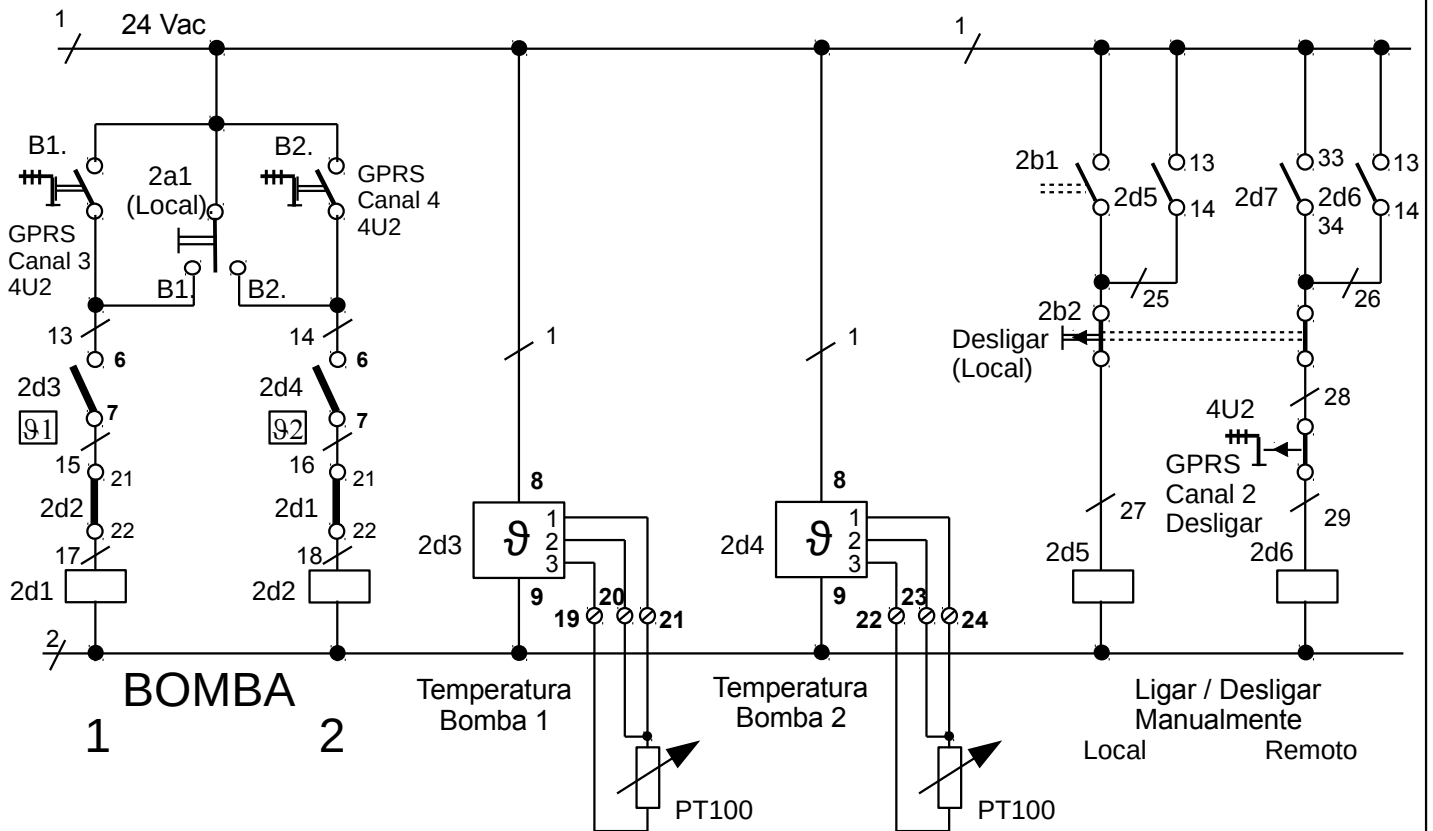 1
24 Vac
1
B1.
B2.
2a1
(Local)
GPRS
Canal 4
4U2
GPRS
Canal 3
4U2
B1.
B2.
13
14
6
6
2d3
2d4
7
7
ϑ1
ϑ2
15
16
21
21
2d2
2d1
22
22
17
18
2d1
2d2
2
BOMBA
1
2
1
8
2d3
ϑ
1
2
3
9
19
20
21
Temperatura
Bomba 1
PT100
1
8
2d4
ϑ
1
2
3
9
22
23
24
Temperatura
Bomba 2
PT100
2b1
2d5
13
14
2d7
33
2d6
34
13
14
25
26
2b2
Desligar
(Local)
28
4U2
GPRS
Canal 2
Desligar
27
29
2d5
2d6
Ligar / Desligar
Manualmente
Local
Remoto